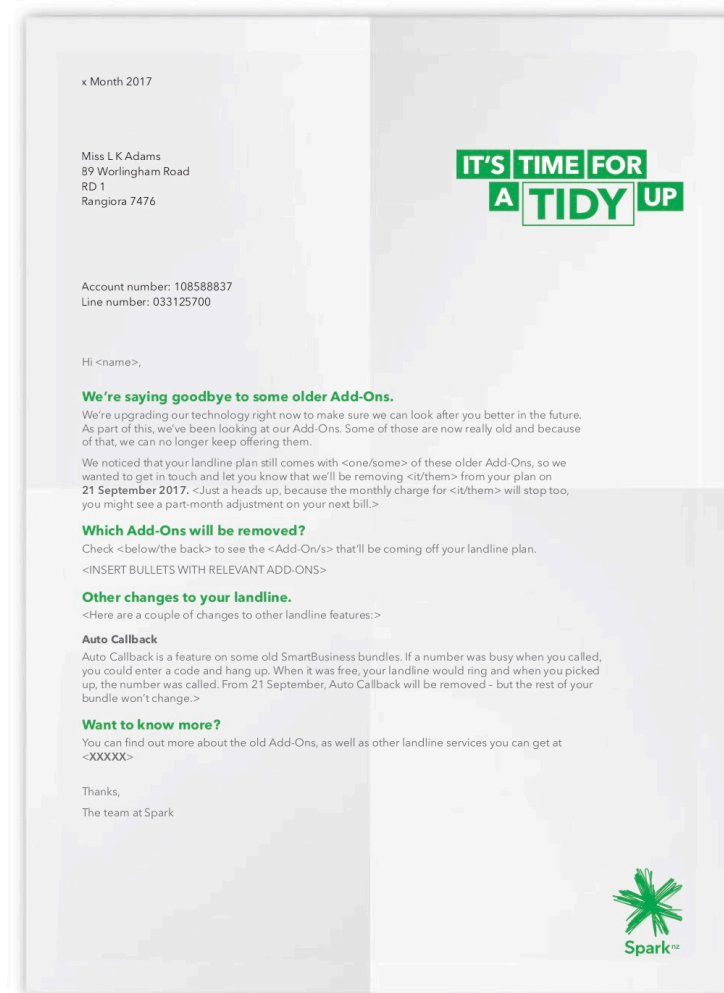 x Month 2017
Miss L K Adams
89 Worlingham Road
RD 1
Rangiora 7476
IT'S TIME FOR
A TIDY UP
Account number: 108588837
Line number: 033125700
Hi <name>,
We're saying goodbye to some older Add-Ons.
We're upgrading our technology right now to make sure we can look after you better in the future.
As part of this, we've been looking at our Add-Ons. Some of those are now really old and because
of that, we can no longer keep offering them.
We noticed that your landline plan still comes with <one/some> of these older Add-Ons, so we
wanted to get in touch and let you know that we'll be removing <it/them> from your plan on
21 September 2017. <Just a heads up, because the monthly charge for <it/them> will stop too,
you might see a part-month adjustment on your next bill.>
Which Add-Ons will be removed?
Check <below/the back> to see the <Add-On/s> that'll be coming off your landline plan.
<INSERT BULLETS WITH RELEVANT ADD-ONS>
Other changes to your landline.
<Here are a couple of changes to other landline features:>
Auto Callback
Auto Callback is a feature on some old SmartBusiness bundles. If a number was busy when you called,
you could enter a code and hang up. When it was free, your landline would ring and when you picked
up, the number was called. From 21 September, Auto Callback will be removed – but the rest of your
bundle won't change.>
Want to know more?
You can find out more about the old Add-Ons, as well as other landline services you can get at
<XXXXX>
Thanks,
The team at Spark
Spark nz